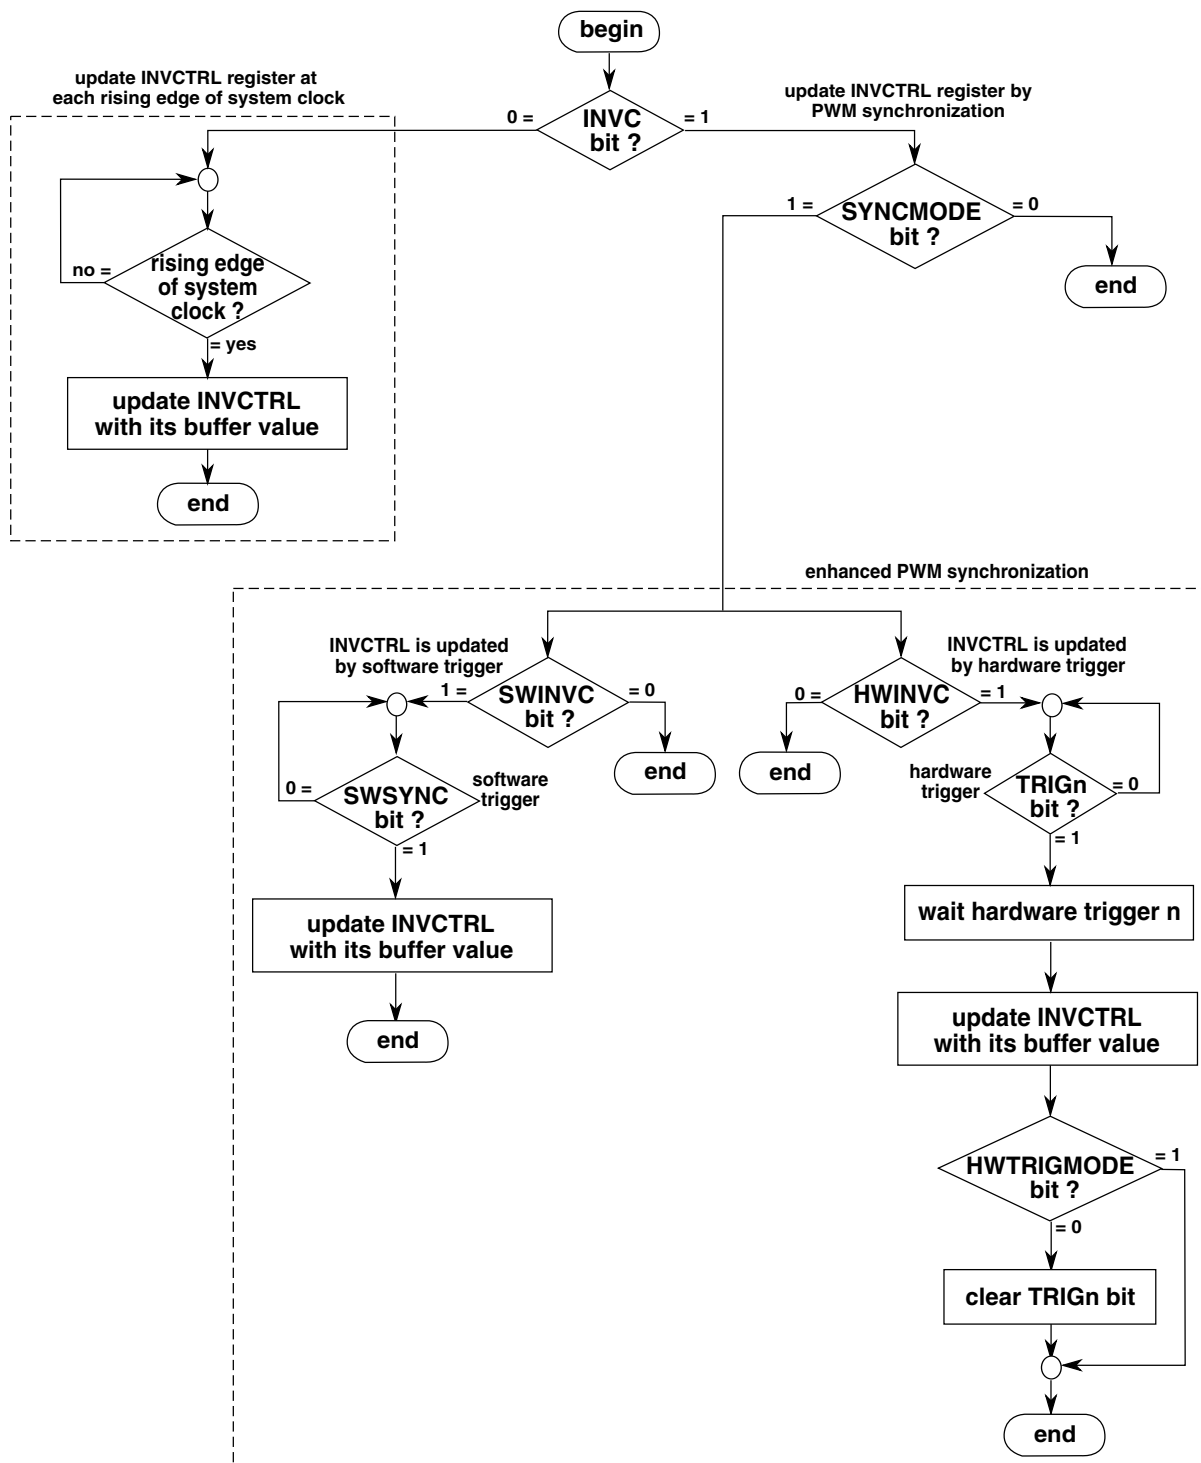 begin
update INVCTRL register at
each rising edge of system clock
update INVCTRL register by
PWM synchronization
0 =
INVC
bit ?
= 1
1 =
SYNCMODE
bit ?
= 0
end
no =
rising edge
of system
clock ?
= yes
update INVCTRL
with its buffer value
end
enhanced PWM synchronization
INVCTRL is updated
by software trigger
INVCTRL is updated
by hardware trigger
1 =
SWINVC
bit ?
= 0
0 =
HWINVC
bit ?
= 1
end
end
0 =
SWSYNC
bit ?
software
trigger
= 1
hardware
trigger
TRIGn
bit ?
= 0
= 1
update INVCTRL
with its buffer value
end
wait hardware trigger n
update INVCTRL
with its buffer value
HWTRIGMODE
bit ?
= 1
= 0
clear TRIGn bit
end